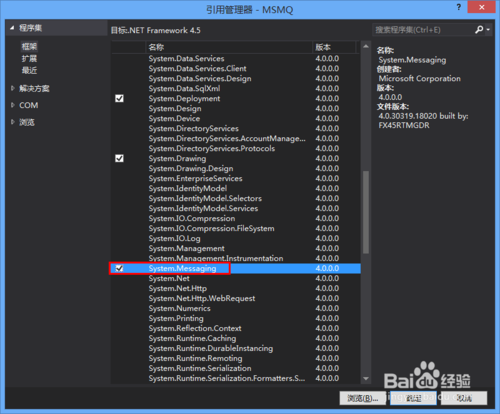 引用管理器 - MSMQ
程序集
框架
扩展
最近
解决方案
COM
浏览
目标:.NET Framework 4.5
搜索程序集(Ctrl+E)
名称 版本
System.Data.Services 4.0.0.0
System.Data.Services.Client 4.0.0.0
System.Data.Services.Design 4.0.0.0
System.Data.SqlXml 4.0.0.0
System.Deployment 4.0.0.0
System.Design 4.0.0.0
System.Device 4.0.0.0
System.DirectoryServices 4.0.0.0
System.DirectoryServices.AccountManage... 4.0.0.0
System.DirectoryServices.Protocols 4.0.0.0
System.Drawing 4.0.0.0
System.Drawing.Design 4.0.0.0
System.EnterpriseServices 4.0.0.0
System.IdentityModel 4.0.0.0
System.IdentityModel.Selectors 4.0.0.0
System.IdentityModel.Services 4.0.0.0
System.IO.Compression 4.0.0.0
System.IO.Compression.FileSystem 4.0.0.0
System.IO.Log 4.0.0.0
System.Management 4.0.0.0
System.Management.Instrumentation 4.0.0.0
System.Messaging 4.0.0.0
System.Net 4.0.0.0
System.Net.Http 4.0.0.0
System.Net.Http.WebRequest 4.0.0.0
System.Numerics 4.0.0.0
System.Printing 4.0.0.0
System.Reflection.Context 4.0.0.0
System.Runtime.Caching 4.0.0.0
System.Runtime.DurableInstancing 4.0.0.0
System.Runtime.Remoting 4.0.0.0
System.Runtime.Serialization 4.0.0.0
System.Runtime.Serialization.Formatters.S... 4.0.0.0
名称:
System.Messaging
创建者:
Microsoft Corporation
版本:
4.0.0.0
文件版本:
4.0.30319.18020 built by:
FX45RTMGDR
Baidu经验
浏览(B)... 确定 取消